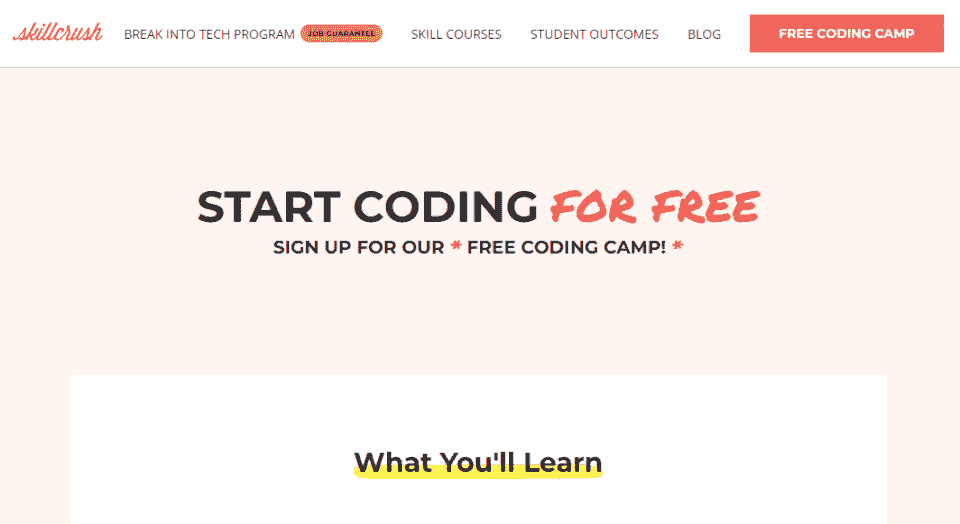 skillcrush BREAK INTO TECH PROGRAM JOB GUARANTEE SKILL COURSES STUDENT OUTCOMES BLOG FREE CODING CAMP
START CODING FOR FREE
SIGN UP FOR OUR * FREE CODING CAMP! *
What You'll Learn